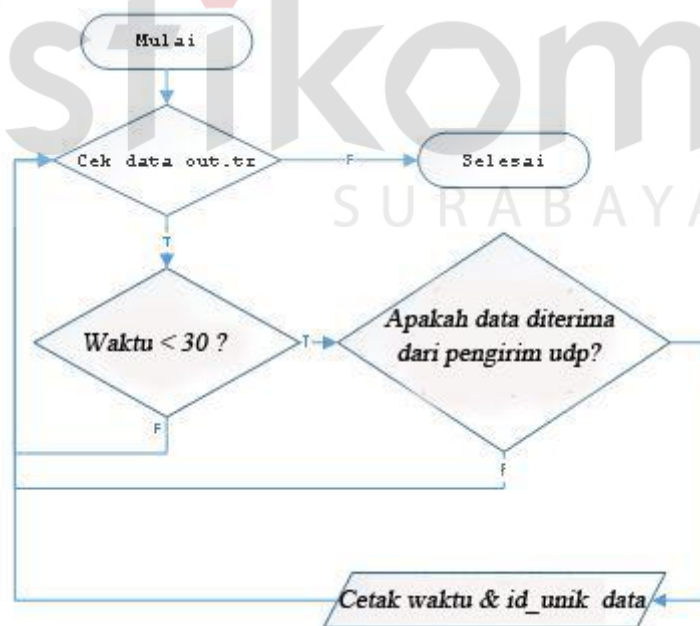 stikom
SURABAYA
Mulai
Cek data out.tr
F
Selesai
T
Waktu < 30 ?
T
Apakah data diterima
dari pengirim udp?
F
F
Cetak waktu & id_unik data